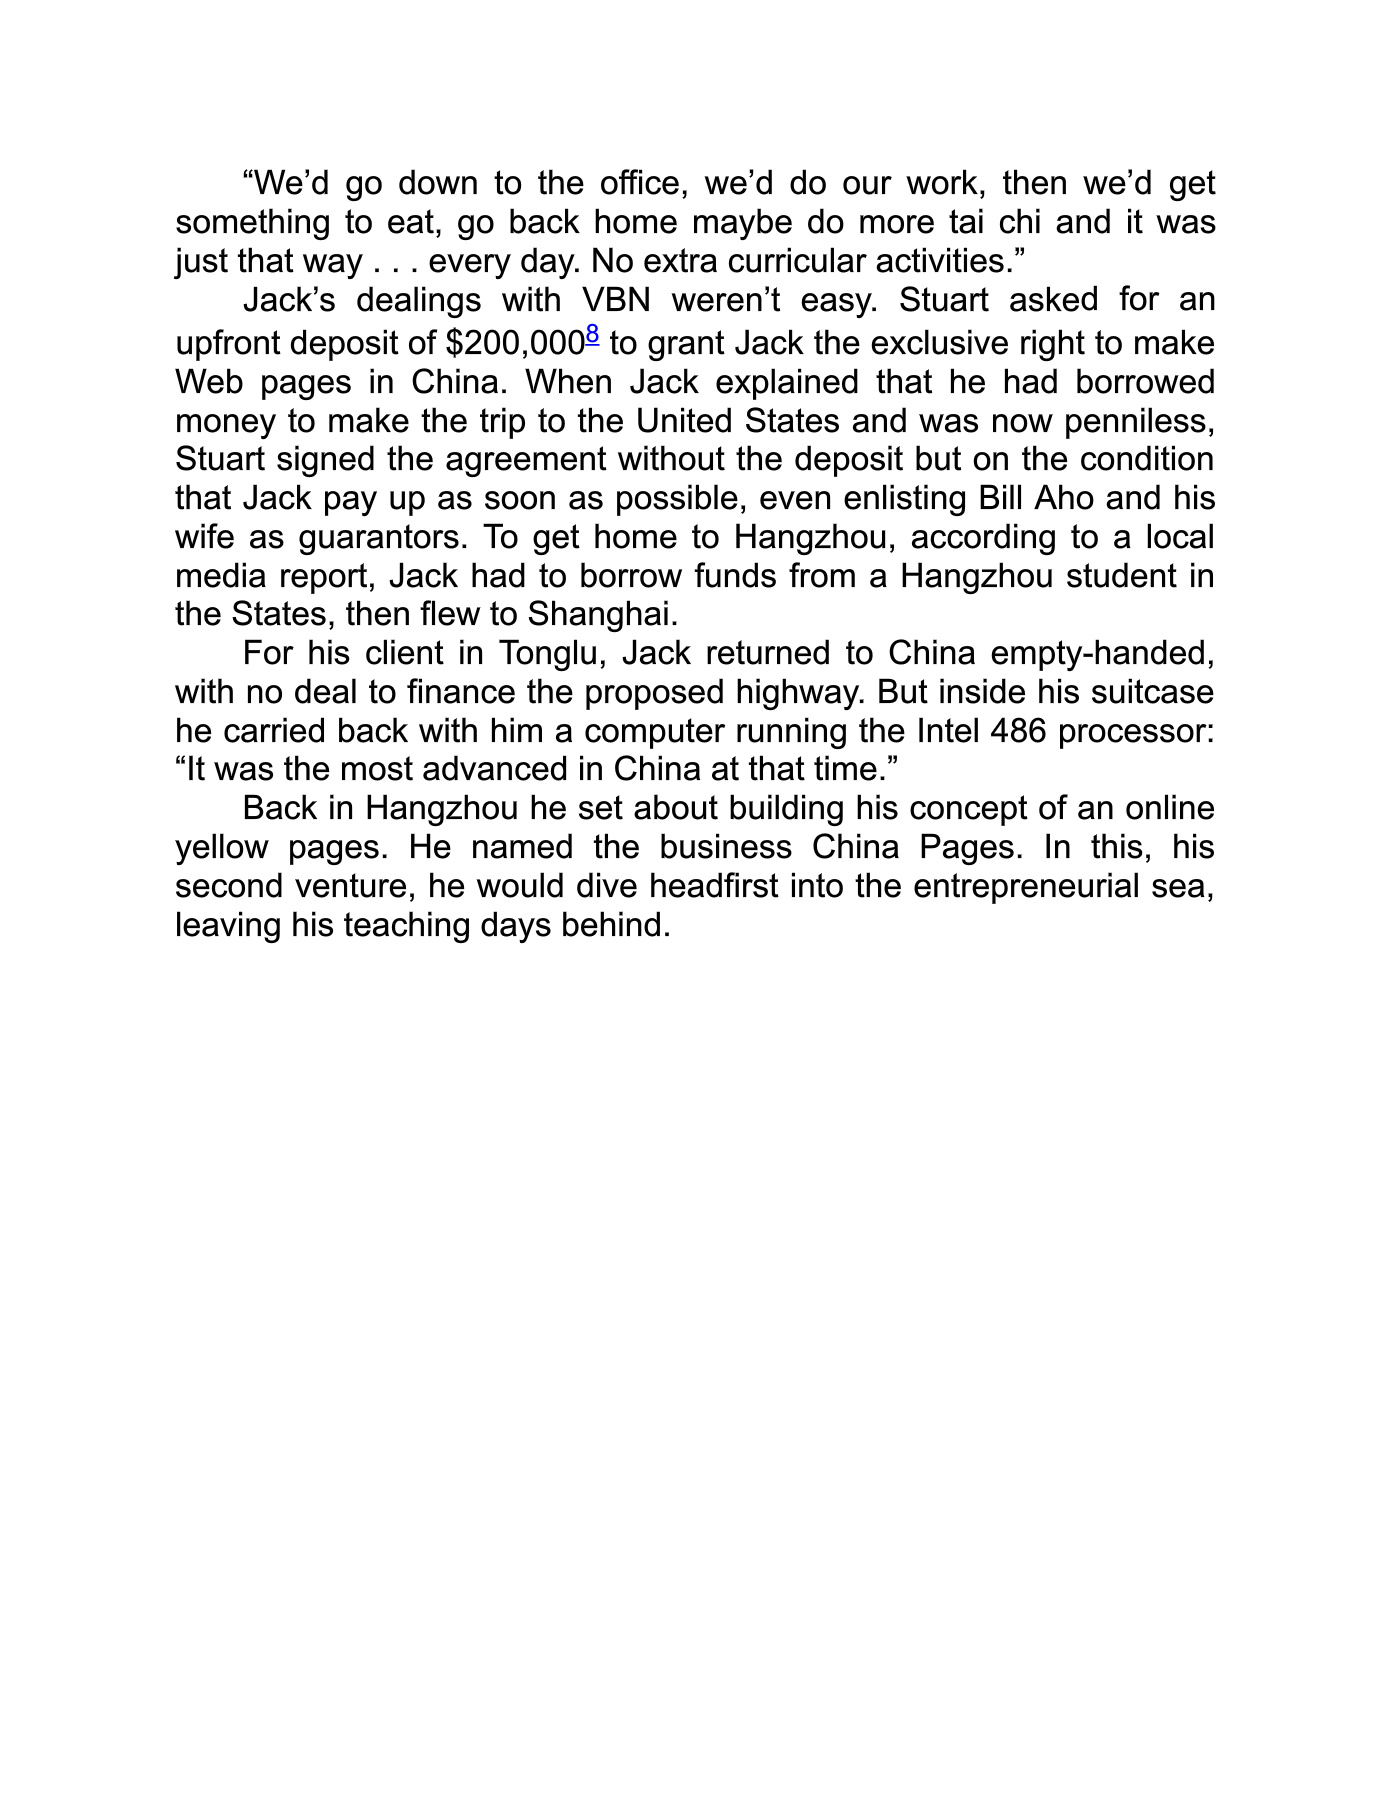 “We’d go down to the office, we’d do our work, then we’d get
something to eat, go back home maybe do more tai chi and it was
just that way . . . every day. No extra curricular activities.”
Jack’s dealings with VBN weren’t easy. Stuart asked for an
upfront deposit of $200,0008 to grant Jack the exclusive right to make
Web pages in China. When Jack explained that he had borrowed
money to make the trip to the United States and was now penniless,
Stuart signed the agreement without the deposit but on the condition
that Jack pay up as soon as possible, even enlisting Bill Aho and his
wife as guarantors. To get home to Hangzhou, according to a local
media report, Jack had to borrow funds from a Hangzhou student in
the States, then flew to Shanghai.
For his client in Tonglu, Jack returned to China empty-handed,
with no deal to finance the proposed highway. But inside his suitcase
he carried back with him a computer running the Intel 486 processor:
“It was the most advanced in China at that time.”
Back in Hangzhou he set about building his concept of an online
yellow pages. He named the business China Pages. In this, his
second venture, he would dive headfirst into the entrepreneurial sea,
leaving his teaching days behind.